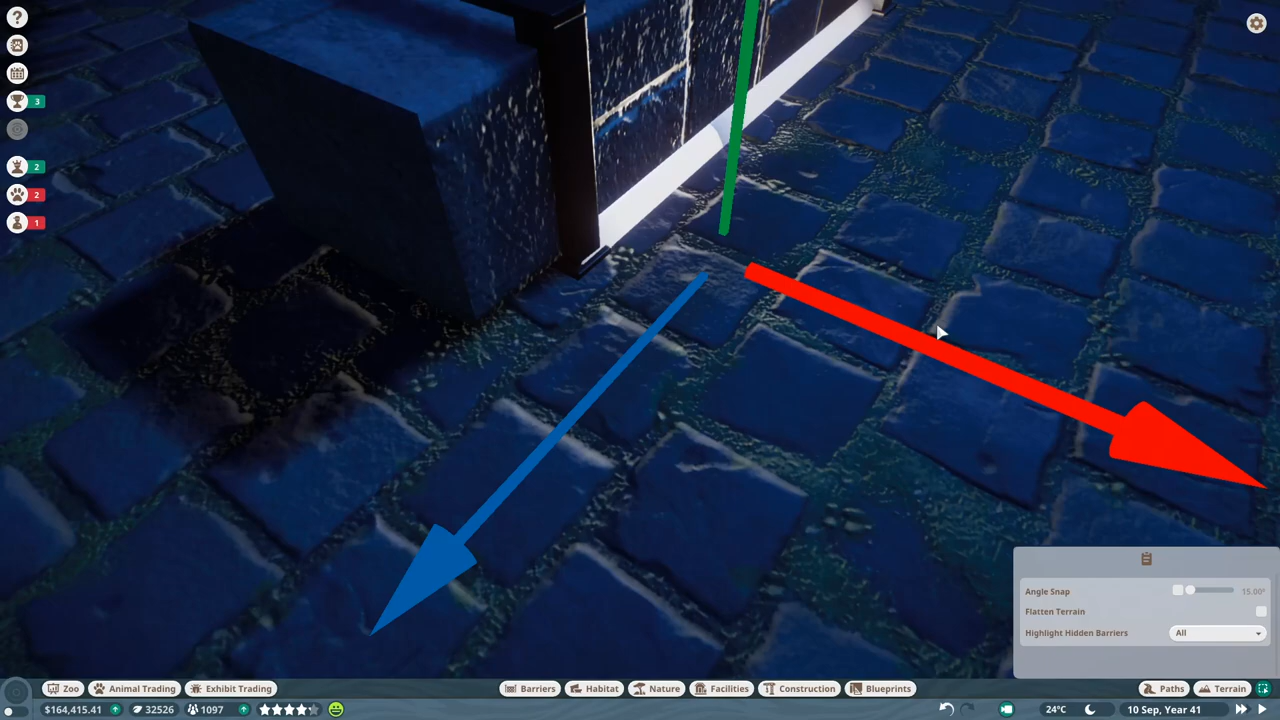 ?
3
2
2
1
Angle Snap 15.00°
Flatten Terrain
Highlight Hidden Barriers All
Zoo Animal Trading Exhibit Trading Barriers Habitat Nature Facilities Construction Blueprints Paths Terrain
$164,415.41 32526 1097 24°C 10 Sep, Year 41